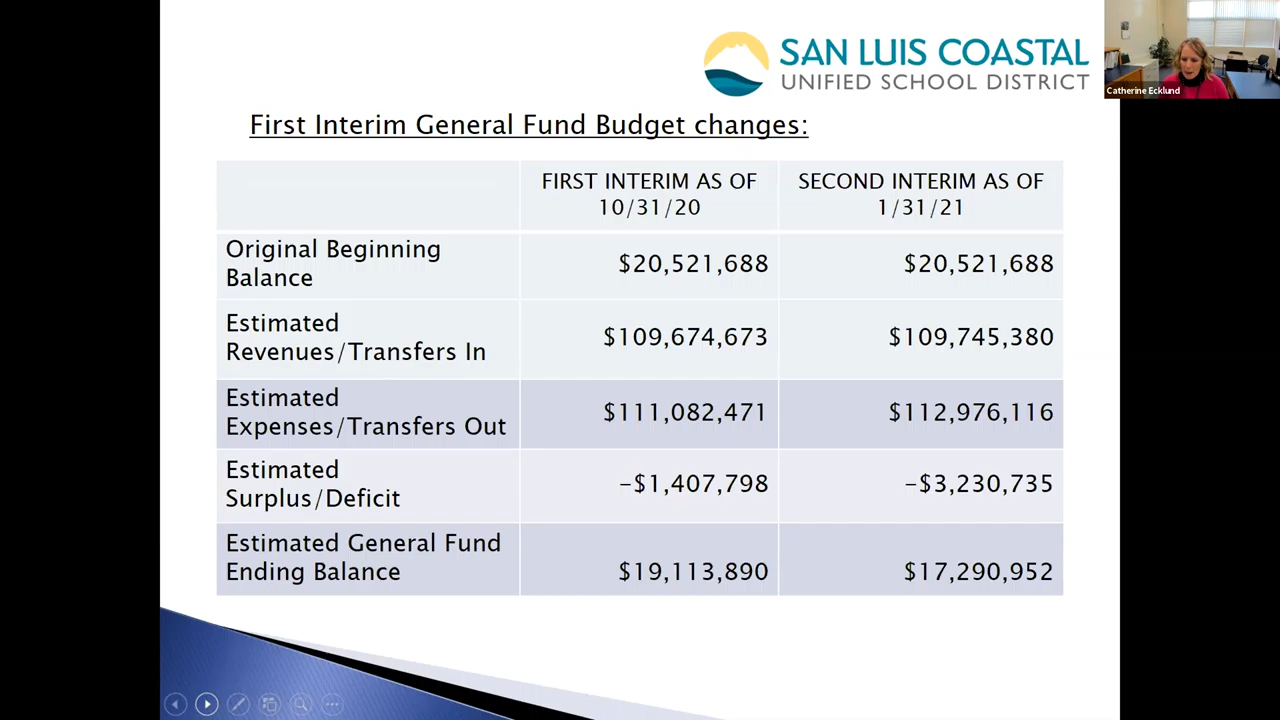 SAN LUIS COASTAL
UNIFIED SCHOOL DISTRICT
Catherine Ecklund
First Interim General Fund Budget changes:
FIRST INTERIM AS OF
10/31/20
SECOND INTERIM AS OF
1/31/21
Original Beginning
Balance
$20,521,688
$20,521,688
Estimated
Revenues/Transfers In
$109,674,673
$109,745,380
Estimated
Expenses/Transfers Out
$111,082,471
$112,976,116
Estimated
Surplus/Deficit
-$1,407,798
-$3,230,735
Estimated General Fund
Ending Balance
$19,113,890
$17,290,952